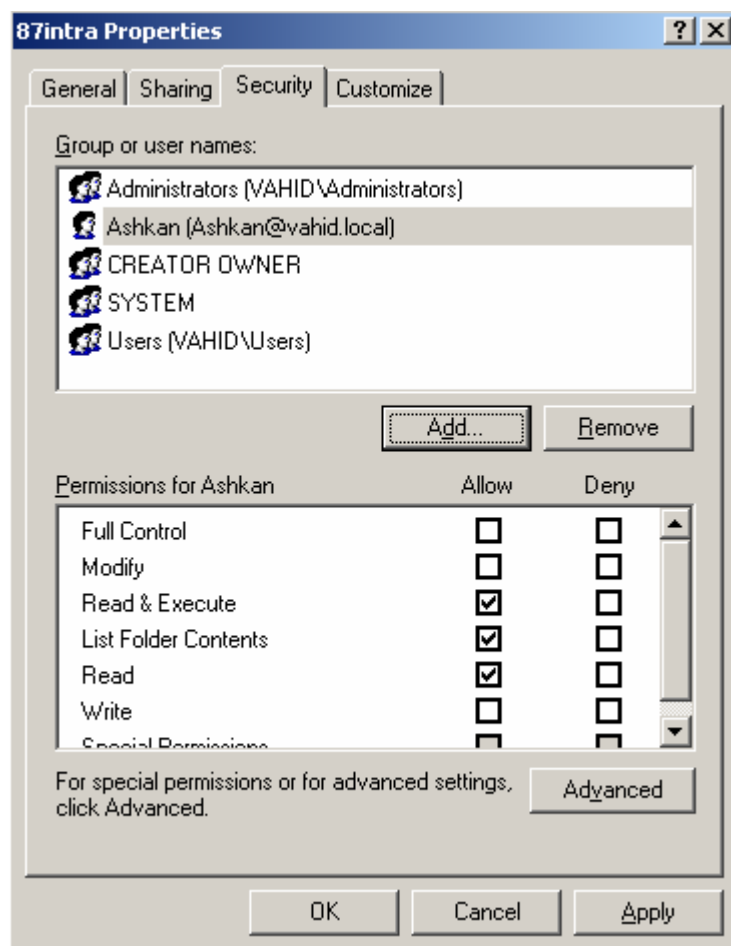 87intra Properties
General Sharing Security Customize
Group or user names:
Administrators (VAHID\Administrators)
Ashkan (Ashkan@vahid.local)
CREATOR OWNER
SYSTEM
Users (VAHID\Users)
Add... Remove
Permissions for Ashkan Allow Deny
Full Control
Modify
Read & Execute
List Folder Contents
Read
Write
Special Permissions
For special permissions or for advanced settings, Advanced
click Advanced.
OK Cancel Apply